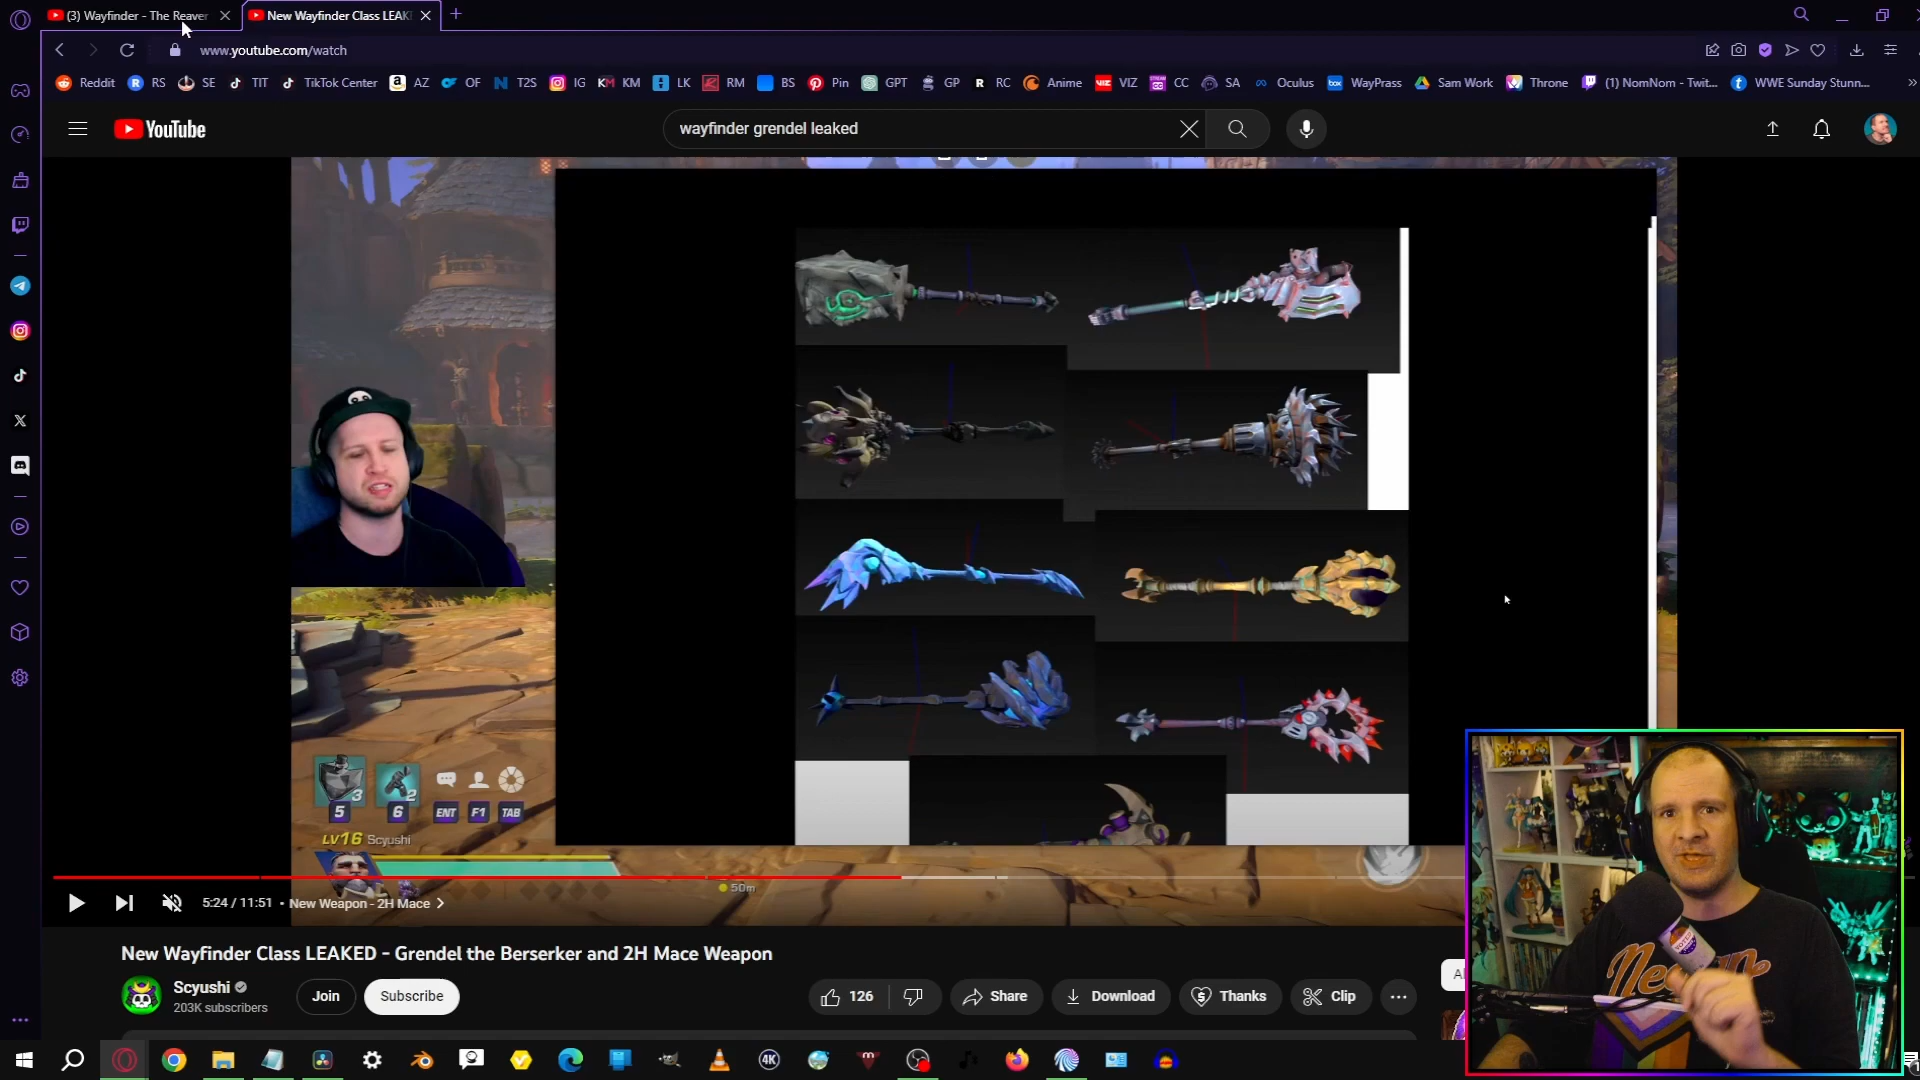 (3) Wayfinder - The Reaver
New Wayfinder Class LEAK
www.youtube.com/watch
Reddit
RS
SE
TIT
TikTok Center
AZ
OF
T2S
IG
KM
LK
RM
BS
Pin
GPT
GP
RC
Anime
VIZ
CC
SA
Oculus
WayPrass
Sam Work
Throne
(1) NomNom - Twit...
WWE Sunday Stunn...
YouTube
wayfinder grendel leaked
3
2
5
6
ENT
F1
TAB
LV16 Scyushi
50m
5:24 / 11:51 • New Weapon - 2H Mace
New Wayfinder Class LEAKED - Grendel the Berserker and 2H Mace Weapon
Scyushi
203K subscribers
Join
Subscribe
126
Share
Download
Thanks
Clip